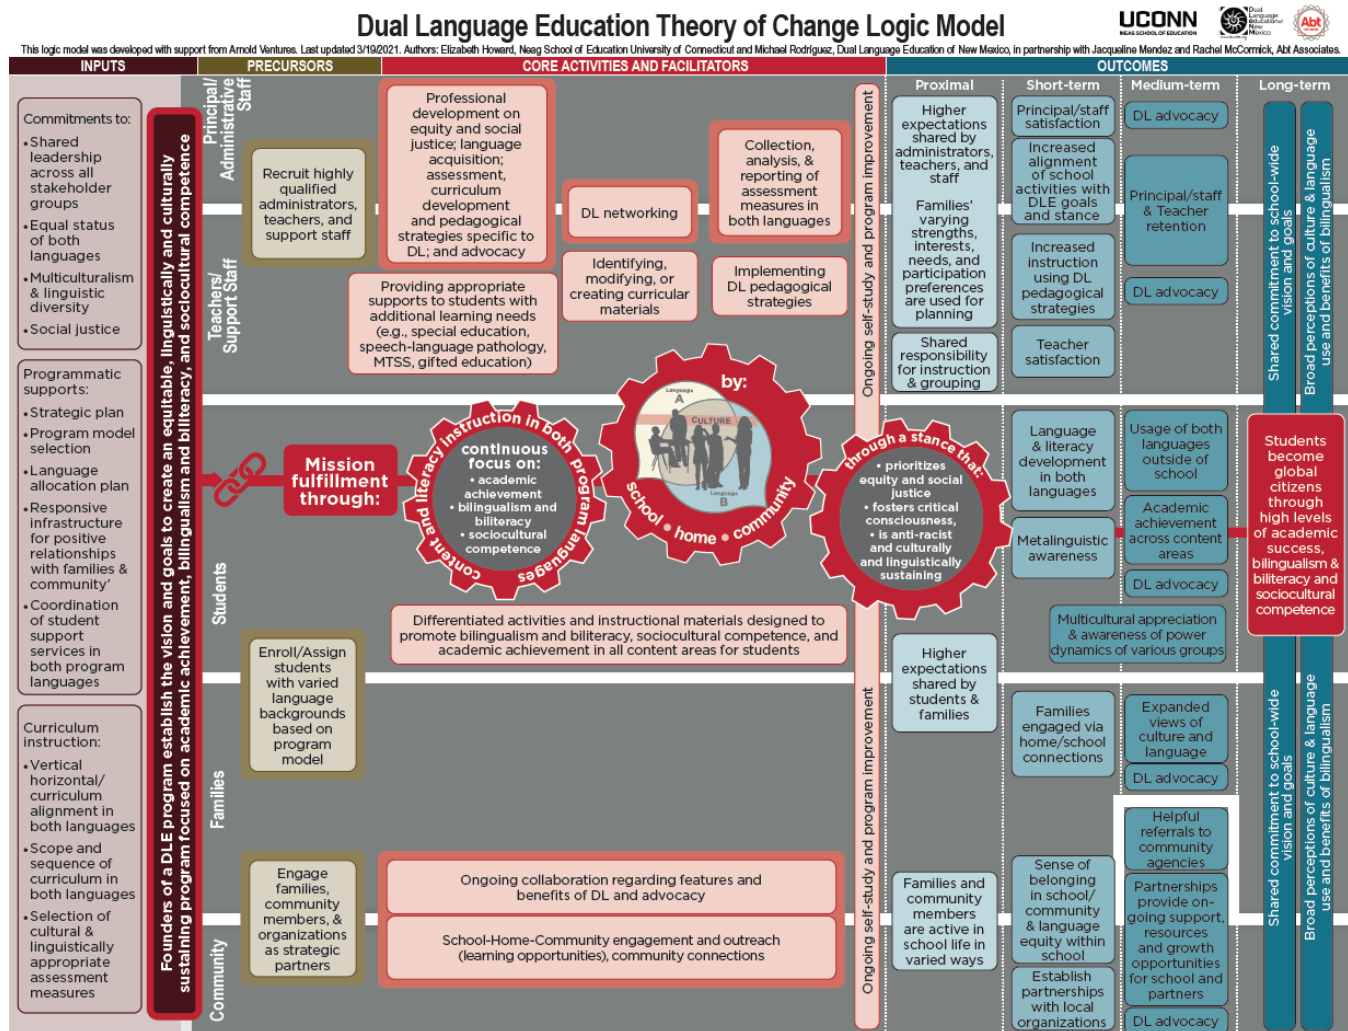 Dual Language Education Theory of Change Logic Model
UCONN
NEAG SCHOOL OF EDUCATION
Dual
Language
education of
New
Mexico
Abt
This logic model was developed with support from Arnold Ventures. Last updated 3/19/2021. Authors: Elizabeth Howard, Neag School of Education University of Connecticut and Michael Rodríguez, Dual Language Education of New Mexico, in partnership with Jacqueline Mendez and Rachel McCormick, Abt Associates.
INPUTS
PRECURSORS
CORE ACTIVITIES AND FACILITATORS
OUTCOMES
Commitments to:
• Shared
leadership
across all
stakeholder
groups
• Equal status
of both
languages
• Multiculturalism
& linguistic
diversity
• Social justice
Programmatic
supports:
• Strategic plan
• Program model
selection
• Language
allocation plan
• Responsive
infrastructure
for positive
relationships
with families &
community’
• Coordination
of student
support
services in
both program
languages
Curriculum
instruction:
• Vertical
horizontal/
curriculum
alignment in
both languages
• Scope and
sequence of
curriculum in
both languages
• Selection of
cultural &
linguistically
appropriate
assessment
measures
Founders of a DLE program establish the vision and goals to create an equitable, linguistically and culturally
sustaining program focused on academic achievement, bilingualism and biliteracy, and sociocultural competence
Principal/
Administrative
Staff
Teachers/
Support Staff
Students
Families
Community
Recruit highly
qualified
administrators,
teachers, and
support staff
Enroll/Assign
students
with varied
language
backgrounds
based on
program
model
Engage
families,
community
members, &
organizations
as strategic
partners
Professional
development on
equity and social
justice; language
acquisition;
assessment,
curriculum
development
and pedagogical
strategies specific to
DL; and advocacy
DL networking
Collection,
analysis, &
reporting of
assessment
measures in
both languages
Providing appropriate
supports to students with
additional learning needs
(e.g., special education,
speech-language pathology,
MTSS, gifted education)
Identifying,
modifying, or
creating curricular
materials
Implementing
DL pedagogical
strategies
Mission
fulfillment
through:
content and literacy instruction in both program languages
continuous
focus on:
• academic
achievement
• bilingualism and
biliteracy
• sociocultural
competence
by:
Language
A
CULTURE
Language
B
school • home • community
through a stance that:
• prioritizes
equity and social
justice
• fosters critical
consciousness,
• is anti-racist
and culturally
and linguistically
sustaining
Differentiated activities and instructional materials designed to
promote bilingualism and biliteracy, sociocultural competence, and
academic achievement in all content areas for students
Ongoing collaboration regarding features and
benefits of DL and advocacy
School-Home-Community engagement and outreach
(learning opportunities), community connections
Ongoing self-study and program improvement
Ongoing self-study and program improvement
Proximal
Higher
expectations
shared by
administrators,
teachers, and
staff
Families’
varying
strengths,
interests,
needs, and
participation
preferences
are used for
planning
Shared
responsibility
for instruction
& grouping
Higher
expectations
shared by
students &
families
Families and
community
members
are active in
school life in
varied ways
Short-term
Principal/staff
satisfaction
Increased
alignment
of school
activities with
DLE goals
and stance
Increased
instruction
using DL
pedagogical
strategies
Teacher
satisfaction
Language
& literacy
development
in both
languages
Metalinguistic
awareness
Multicultural appreciation
& awareness of power
dynamics of various groups
Families
engaged via
home/school
connections
Sense of
belonging
in school/
community
& language
equity within
school
Establish
partnerships
with local
organizations
Medium-term
DL advocacy
Principal/staff
& Teacher
retention
DL advocacy
Usage of both
languages
outside of
school
Academic
achievement
across content
areas
DL advocacy
Expanded
views of
culture and
language
DL advocacy
Helpful
referrals to
community
agencies
Partnerships
provide on-
going support,
resources
and growth
opportunities
for school and
partners
DL advocacy
Long-term
Shared commitment to school-wide
vision and goals
Broad perceptions of culture & language
use and benefits of bilingualism
Students
become
global
citizens
through
high levels
of academic
success,
bilingualism &
biliteracy and
sociocultural
competence
Shared commitment to school-wide
vision and goals
Broad perceptions of culture & language
use and benefits of bilingualism